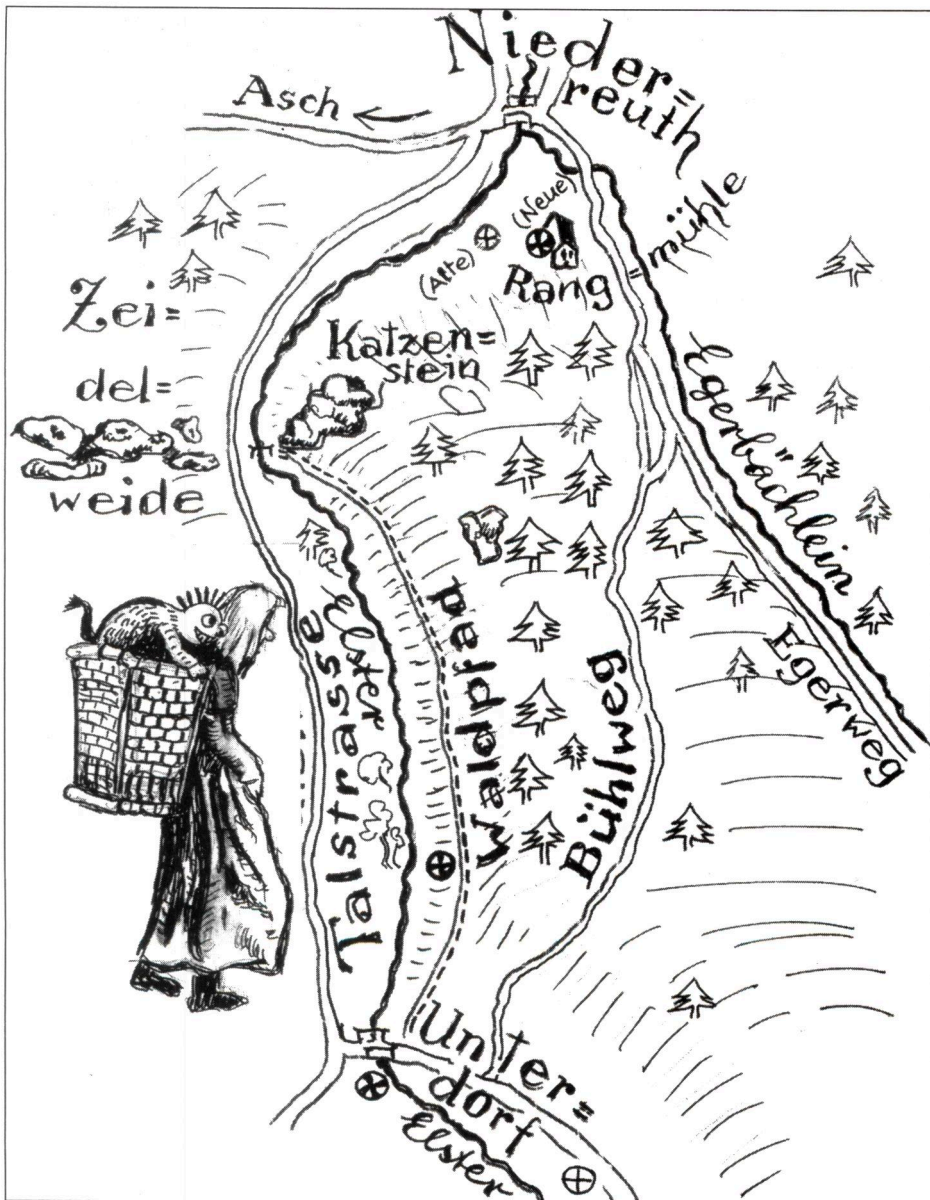 Nieder=
reuth
Asch
mühle
(Neue)
(Alte)
Rang
Zei=
del=
weide
Katzen=
stein
Egerbächlein
Elster
Talstrasse
Waldpfad
Bühlweg
Egerweg
Unter=
dorf
Elster